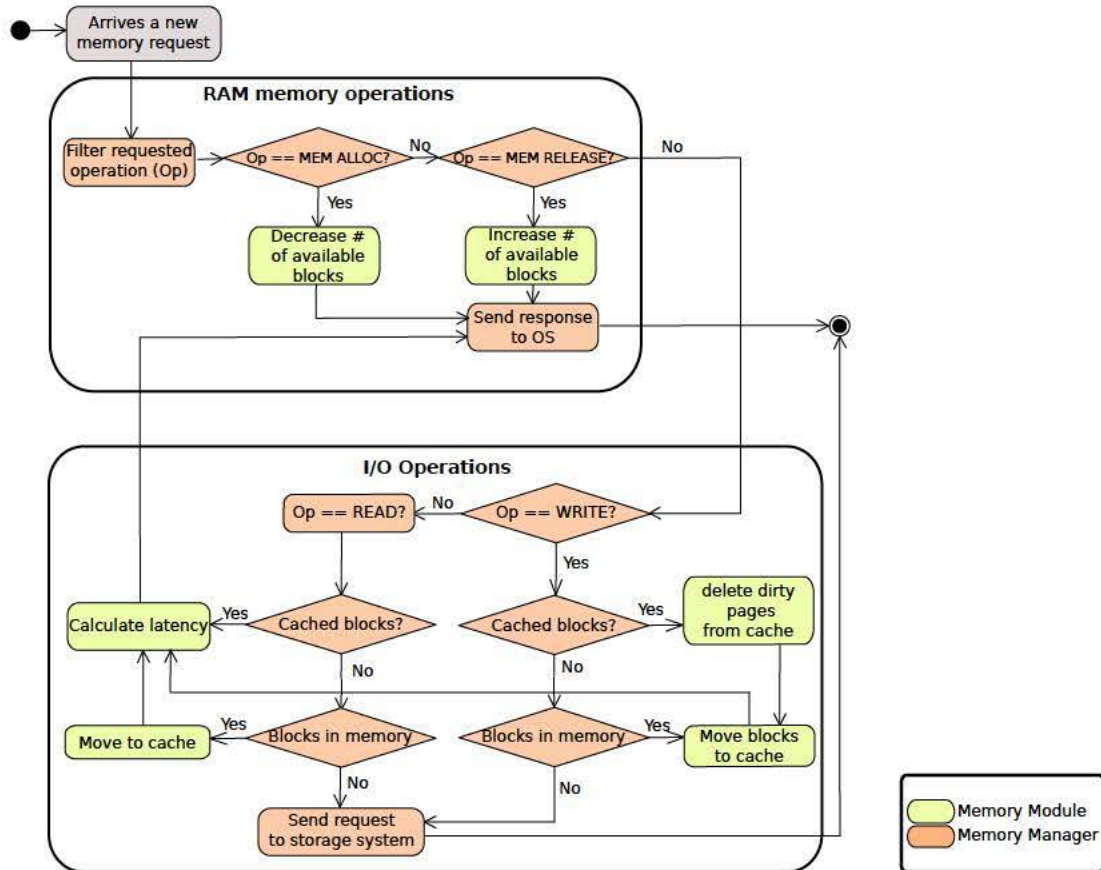 Arrives a new
memory request
RAM memory operations
Filter requested
operation (Op)
Op == MEM ALLOC?
No
Op == MEM RELEASE?
No
Yes
Yes
Decrease #
of available
blocks
Increase #
of available
blocks
Send response
to OS
I/O Operations
Op == READ?
No
Op == WRITE?
Yes
Calculate latency
Yes
Cached blocks?
Cached blocks?
Yes
delete dirty
pages
from cache
No
No
Move to cache
Yes
Blocks in memory
Blocks in memory
Yes
Move blocks
to cache
No
No
Send request
to storage system
Memory Module
Memory Manager